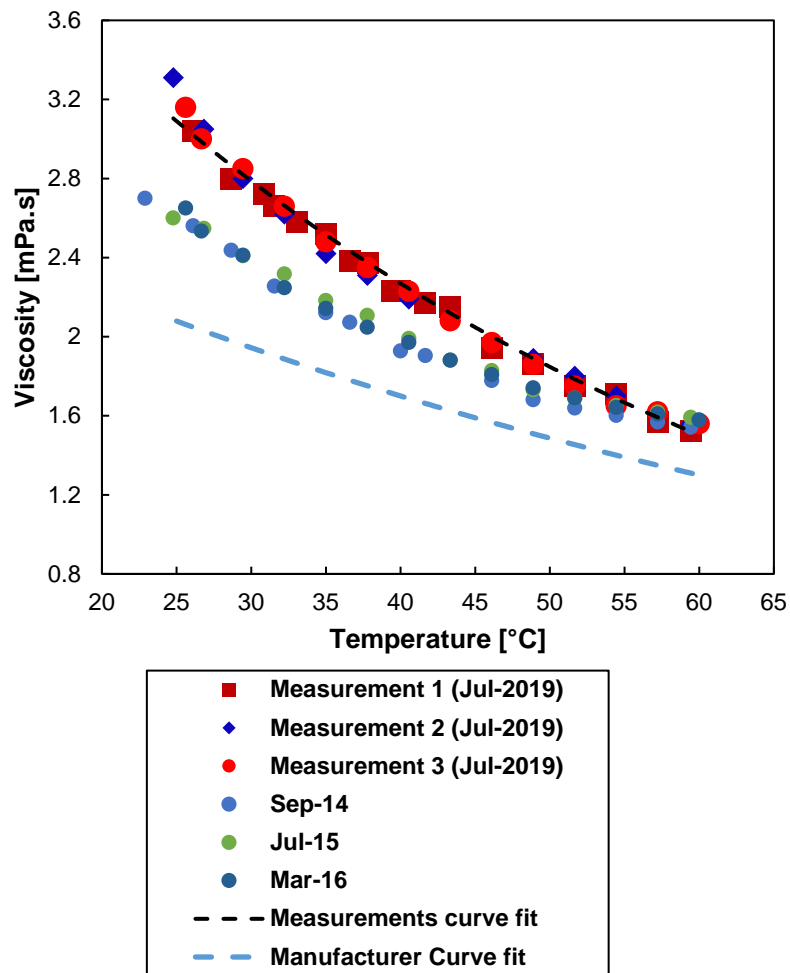 3.6
3.2
2.8
2.4
2
1.6
1.2
0.8
Viscosity [mPa.s]
20 25 30 35 40 45 50 55 60 65
Temperature [°C]
Measurement 1 (Jul-2019)
Measurement 2 (Jul-2019)
Measurement 3 (Jul-2019)
Sep-14
Jul-15
Mar-16
Measurements curve fit
Manufacturer Curve fit